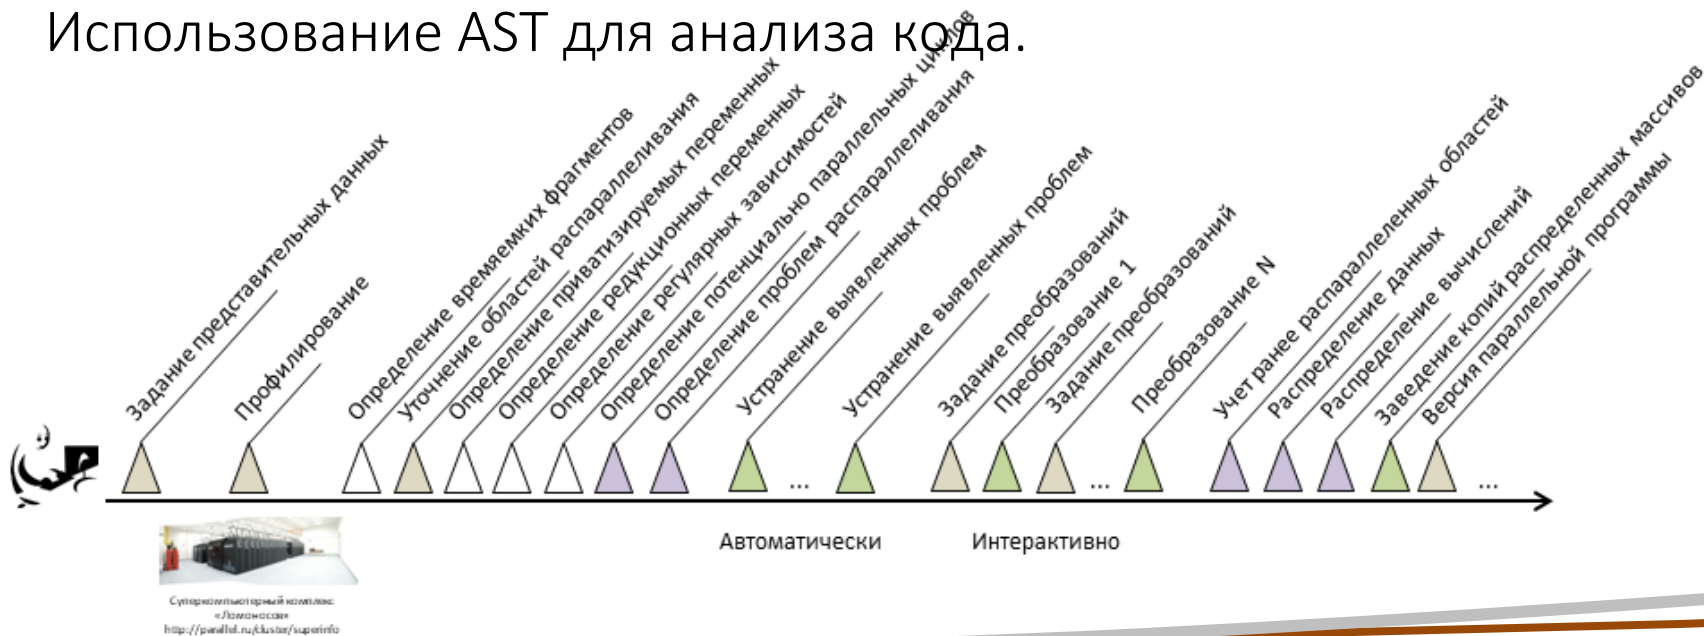 Использование AST для анализа кода.
Задание представительных данных
Профилирование
Определение времяемких фрагментов
Уточнение областей распараллеливания
Определение приватизируемых переменных
Определение редукционных переменных
Определение регулярных зависимостей
Определение потенциально параллельных циклов
Определение проблем распараллеливания
Устранение выявленных проблем
...
Устранение выявленных проблем
Задание преобразований
Преобразование 1
Задание преобразований
...
Преобразование N
Учет ранее распараллеленных областей
Распределение данных
Распределение вычислений
Заведение копий распределенных массивов
Версия параллельной программы
...
Автоматически
Интерактивно
Суперкомпьютерный комплекс
«Ломоносов»
http://parallel.ru/cluster/superinfo